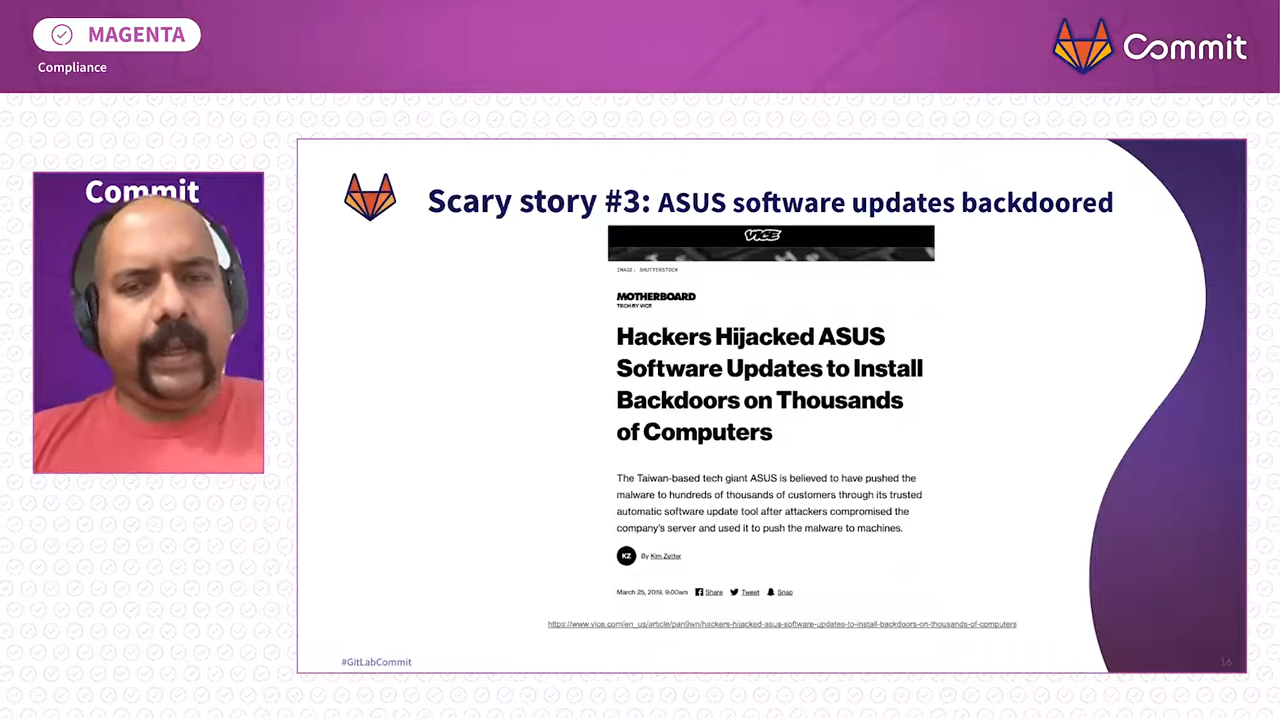 MAGENTA
Compliance
Commit
Commit
Scary story #3: ASUS software updates backdoored
VICE
IMAGE: SHUTTERSTOCK
MOTHERBOARD
TECH BY VICE
Hackers Hijacked ASUS
Software Updates to Install
Backdoors on Thousands
of Computers
The Taiwan-based tech giant ASUS is believed to have pushed the
malware to hundreds of thousands of customers through its trusted
automatic software update tool after attackers compromised the
company's server and used it to push the malware to machines.
KZ By Kim Zetter
March 25, 2019, 9:00am Share Tweet Snap
https://www.vice.com/en_us/article/pan9wn/hackers-hijacked-asus-software-updates-to-install-backdoors-on-thousands-of-computers
#GitLabCommit
16